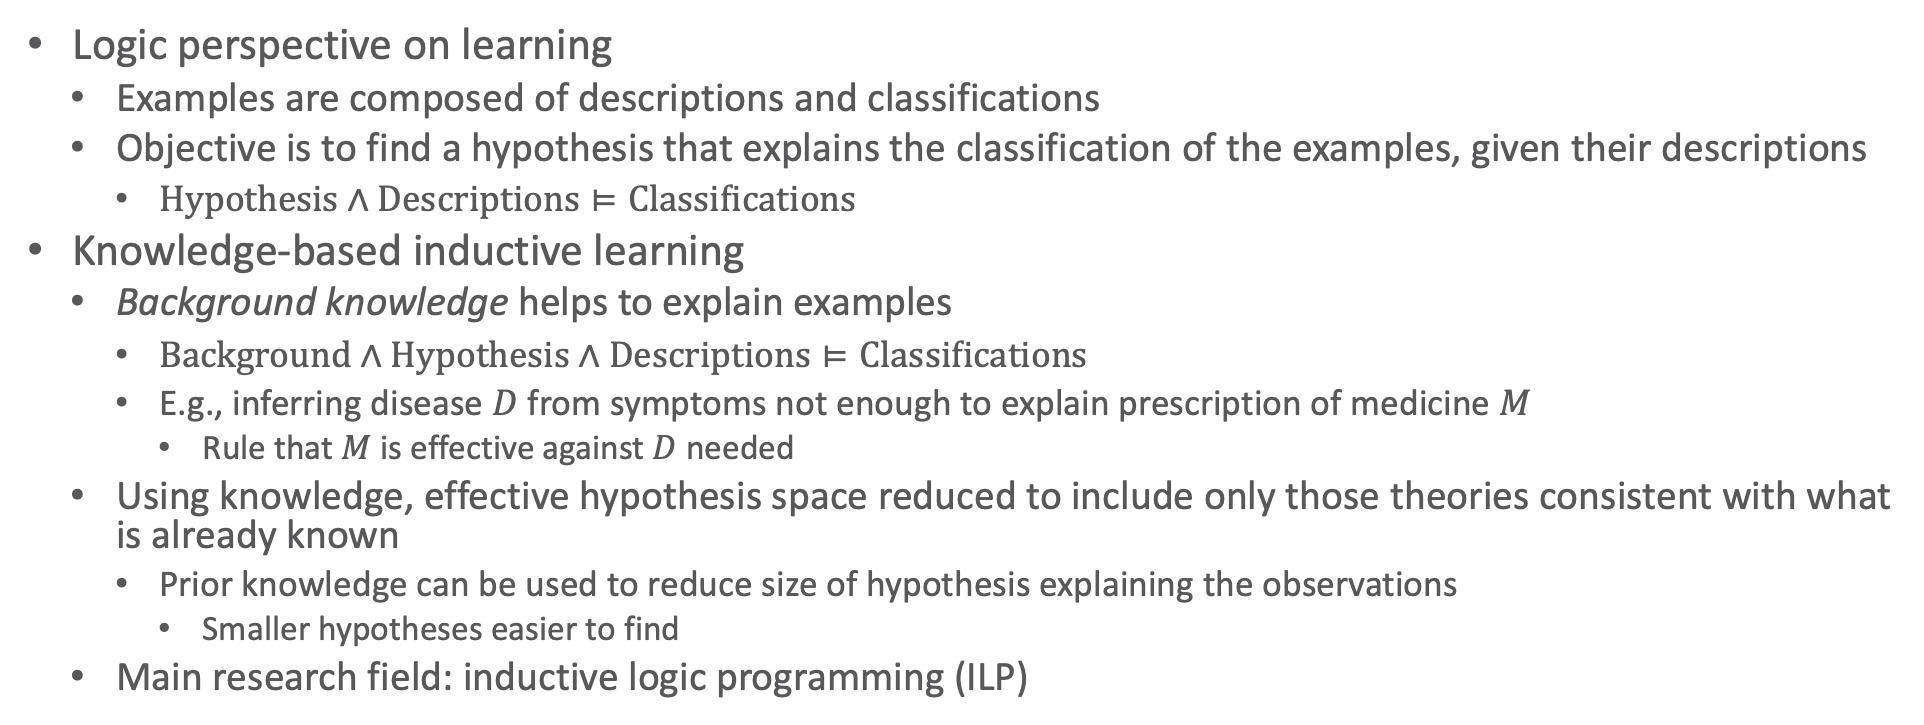 • Logic perspective on learning
• Examples are composed of descriptions and classifications
• Objective is to find a hypothesis that explains the classification of the examples, given their descriptions
• Hypothesis ∧ Descriptions ⊨ Classifications
• Knowledge-based inductive learning
• Background knowledge helps to explain examples
• Background ∧ Hypothesis ∧ Descriptions ⊨ Classifications
• E.g., inferring disease D from symptoms not enough to explain prescription of medicine M
• Rule that M is effective against D needed
• Using knowledge, effective hypothesis space reduced to include only those theories consistent with what
is already known
• Prior knowledge can be used to reduce size of hypothesis explaining the observations
• Smaller hypotheses easier to find
• Main research field: inductive logic programming (ILP)